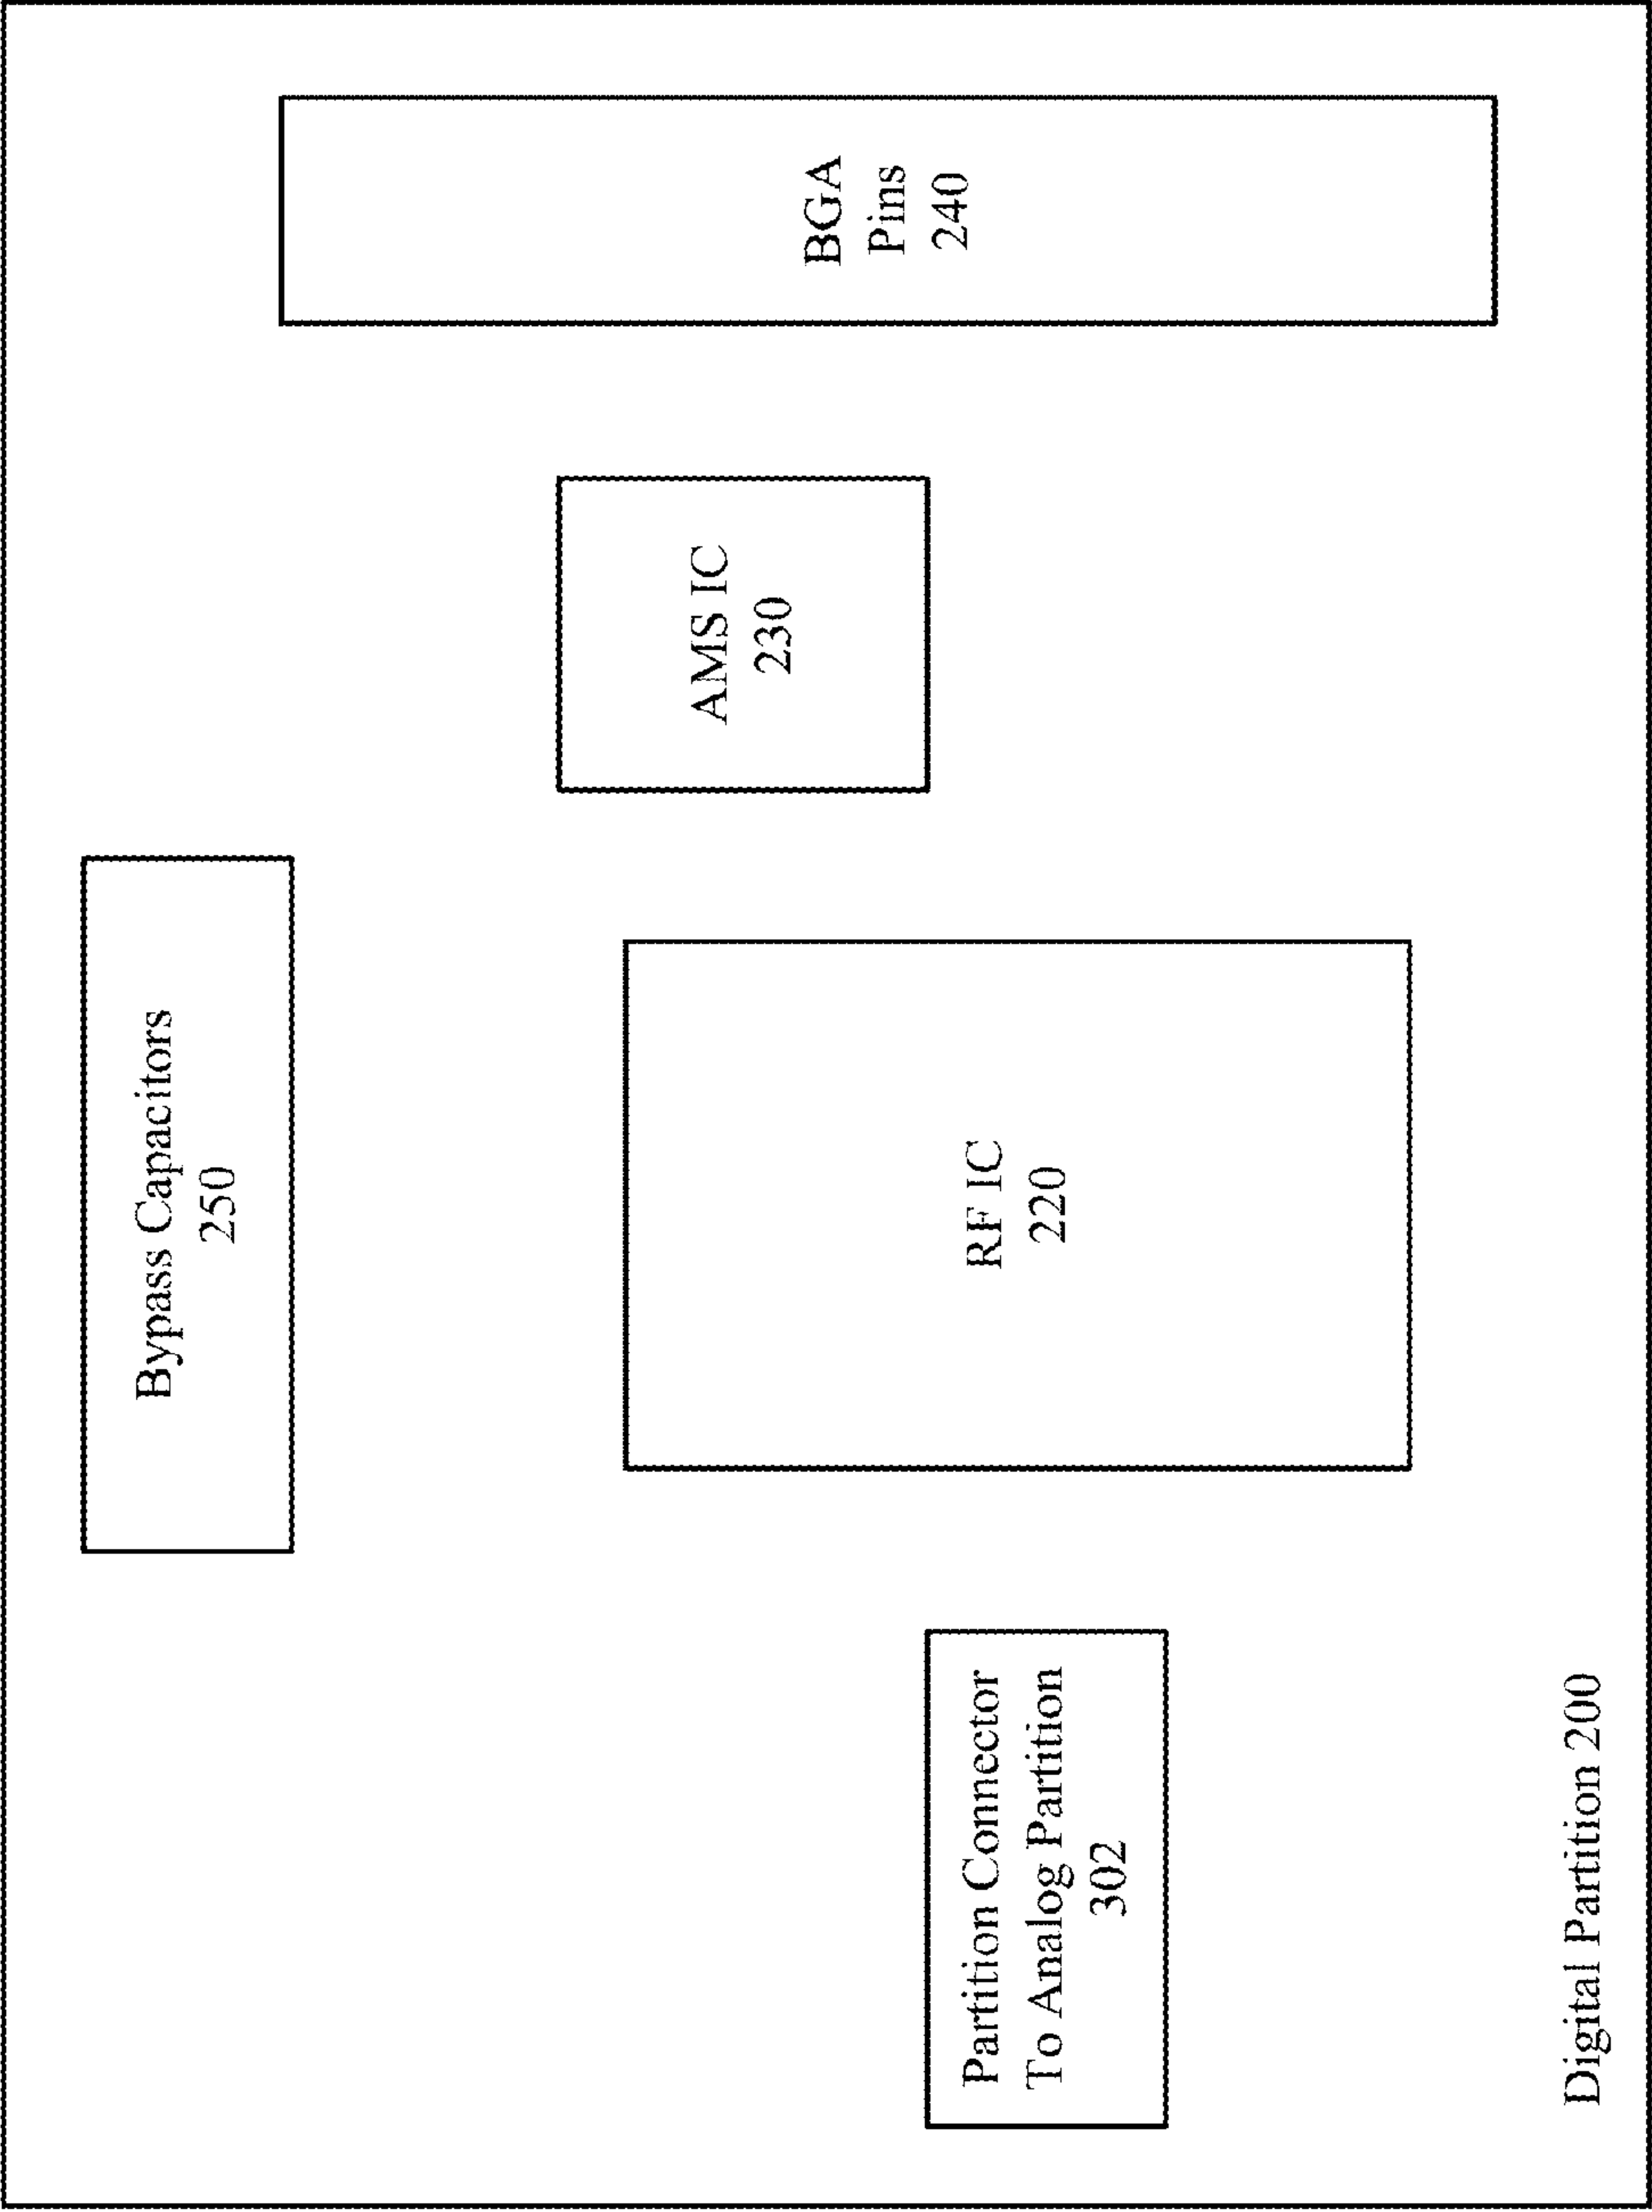 Bypass Capacitors
250
Partition Connector
To Analog Partition
302
RF IC
220
AMS IC
230
BGA
Pins
240
Digital Partition 200